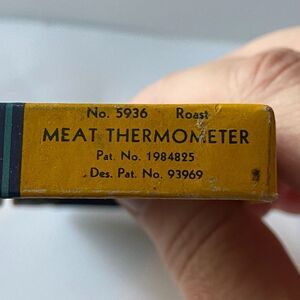 No. 5936 Roast
MEAT THERMOMETER
Pat. No. 1984825
Des. Pat. No. 93969